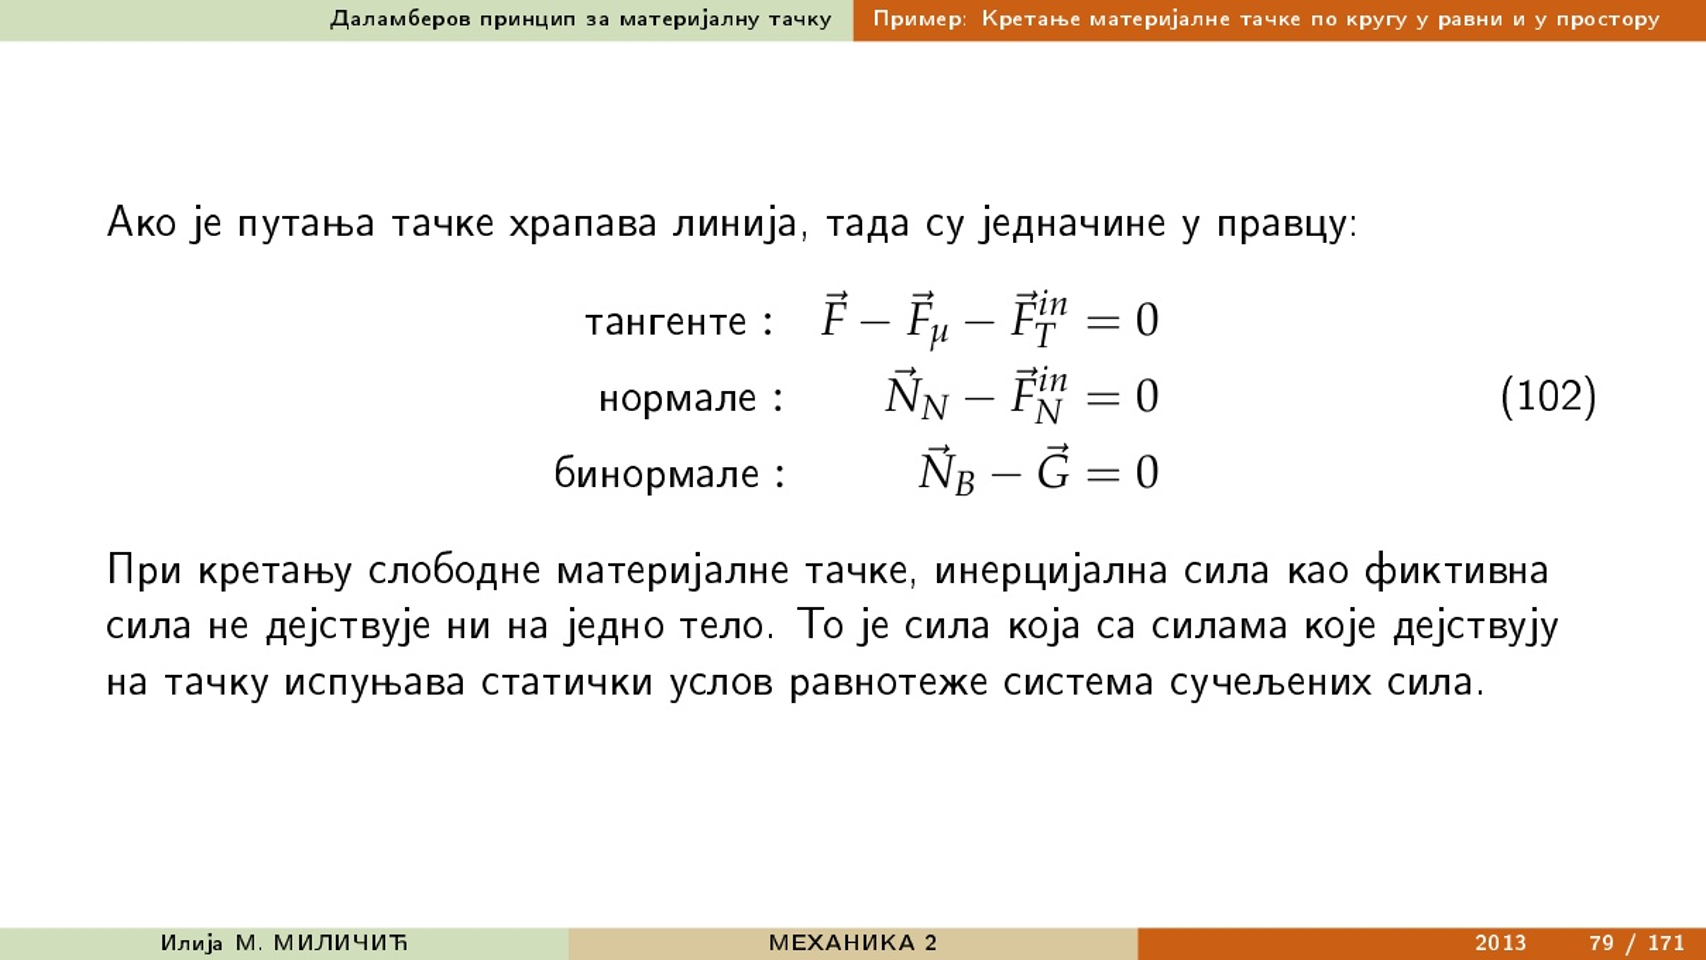 Даламберов принцип за материјалну тачку
Пример: Кретање материјалне тачке по кругу у равни и у простору
Ако је путања тачке храпава линија, тада су једначине у правцу:
тангенте : $\vec{F} - \vec{F}_{\mu} - \vec{F}_{T}^{in} = 0$
нормале : $\vec{N}_{N} - \vec{F}_{N}^{in} = 0$ (102)
бинормале : $\vec{N}_{B} - \vec{G} = 0$
При кретању слободне материјалне тачке, инерцијална сила као фиктивна
сила не дејствује ни на једно тело. То је сила која са силама које дејствују
на тачку испуњава статички услов равнотеже система сучељених сила.
Илија М. МИЛИЧИЋ
МЕХАНИКА 2
2013 79 / 171